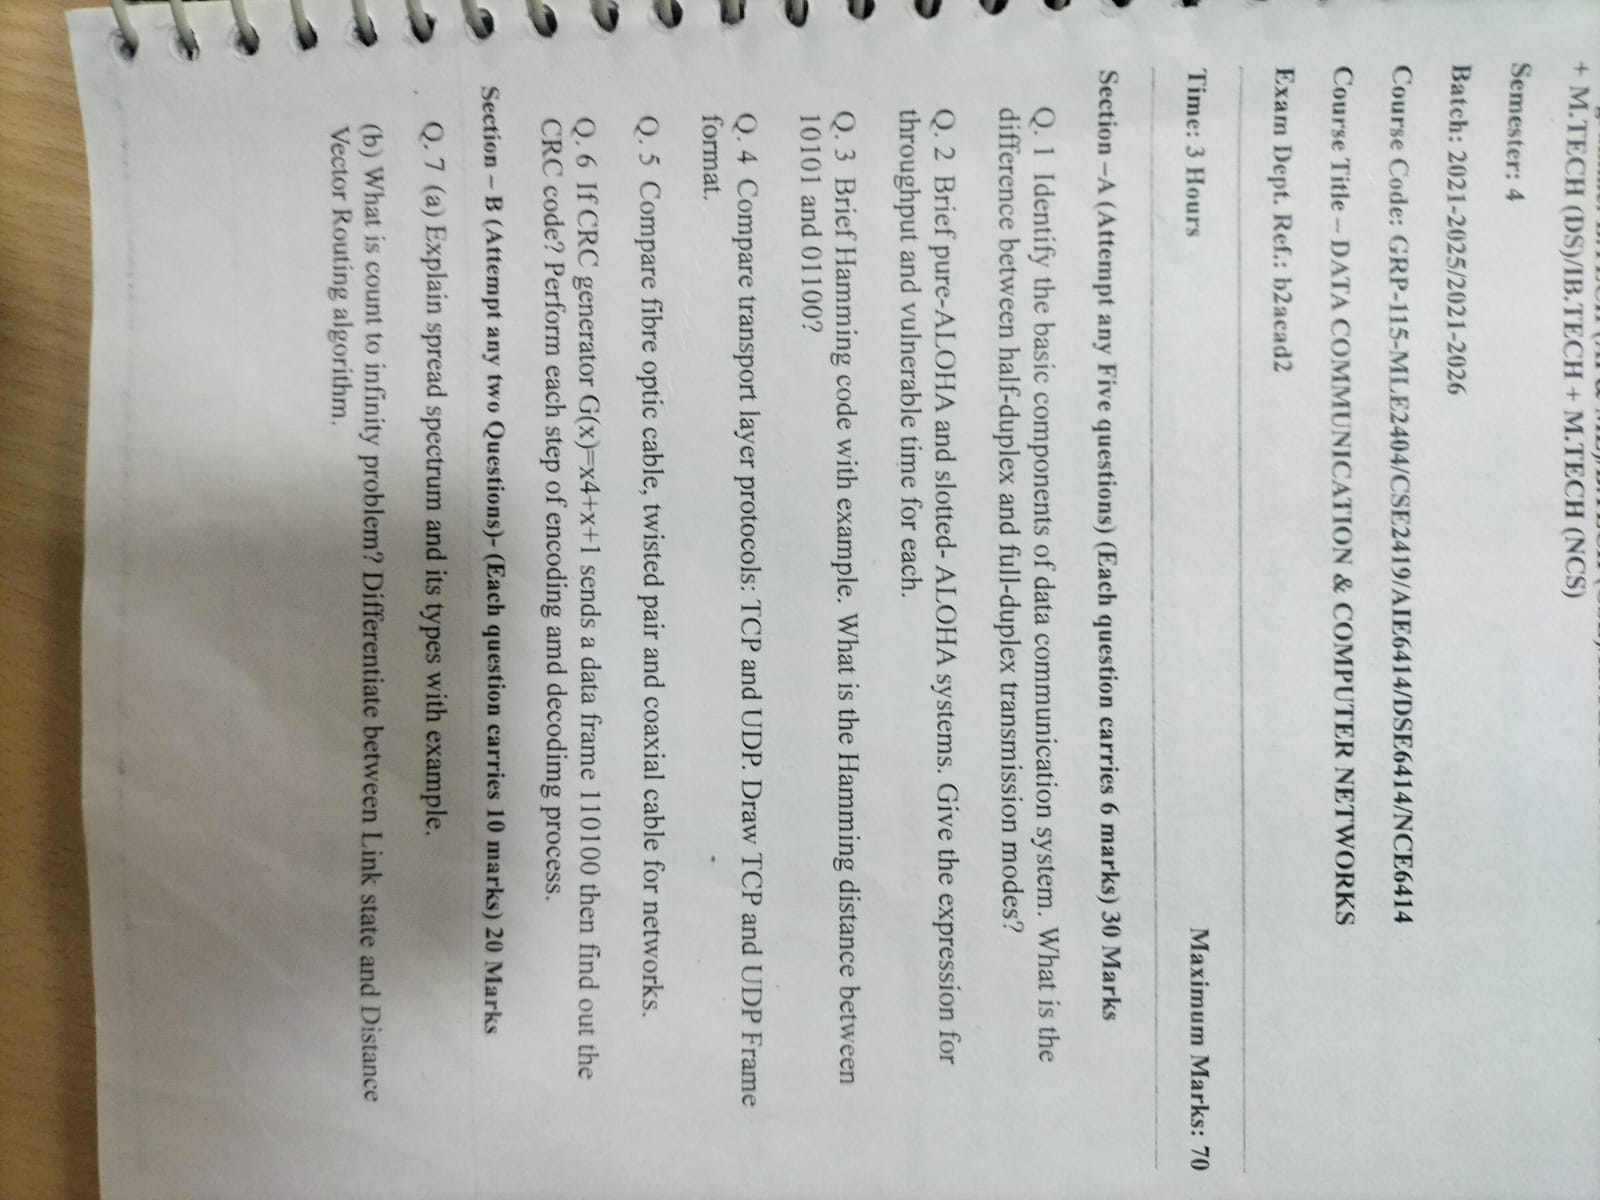 + M.TECH (DS)/IB.TECH + M.TECH (NCS)
Semester: 4
Batch: 2021-2025/2021-2026
Course Code: GRP-115-MLE2404/CSE2419/AIE6414/DSE6414/NCE6414
Course Title – DATA COMMUNICATION & COMPUTER NETWORKS
Exam Dept. Ref.: b2acad2
Time: 3 Hours Maximum Marks: 70
Section –A (Attempt any Five questions) (Each question carries 6 marks) 30 Marks
Q. 1 Identify the basic components of data communication system. What is the
difference between half-duplex and full-duplex transmission modes?
Q. 2 Brief pure-ALOHA and slotted- ALOHA systems. Give the expression for
throughput and vulnerable time for each.
Q. 3 Brief Hamming code with example. What is the Hamming distance between
10101 and 01100?
Q. 4 Compare transport layer protocols: TCP and UDP. Draw TCP and UDP Frame
format.
Q. 5 Compare fibre optic cable, twisted pair and coaxial cable for networks.
Q. 6 If CRC generator G(x)=x4+x+1 sends a data frame 110100 then find out the
CRC code? Perform each step of encoding amd decodimg process.
Section – B (Attempt any two Questions)- (Each question carries 10 marks) 20 Marks
Q. 7 (a) Explain spread spectrum and its types with example.
(b) What is count to infinity problem? Differentiate between Link state and Distance
Vector Routing algorithm.